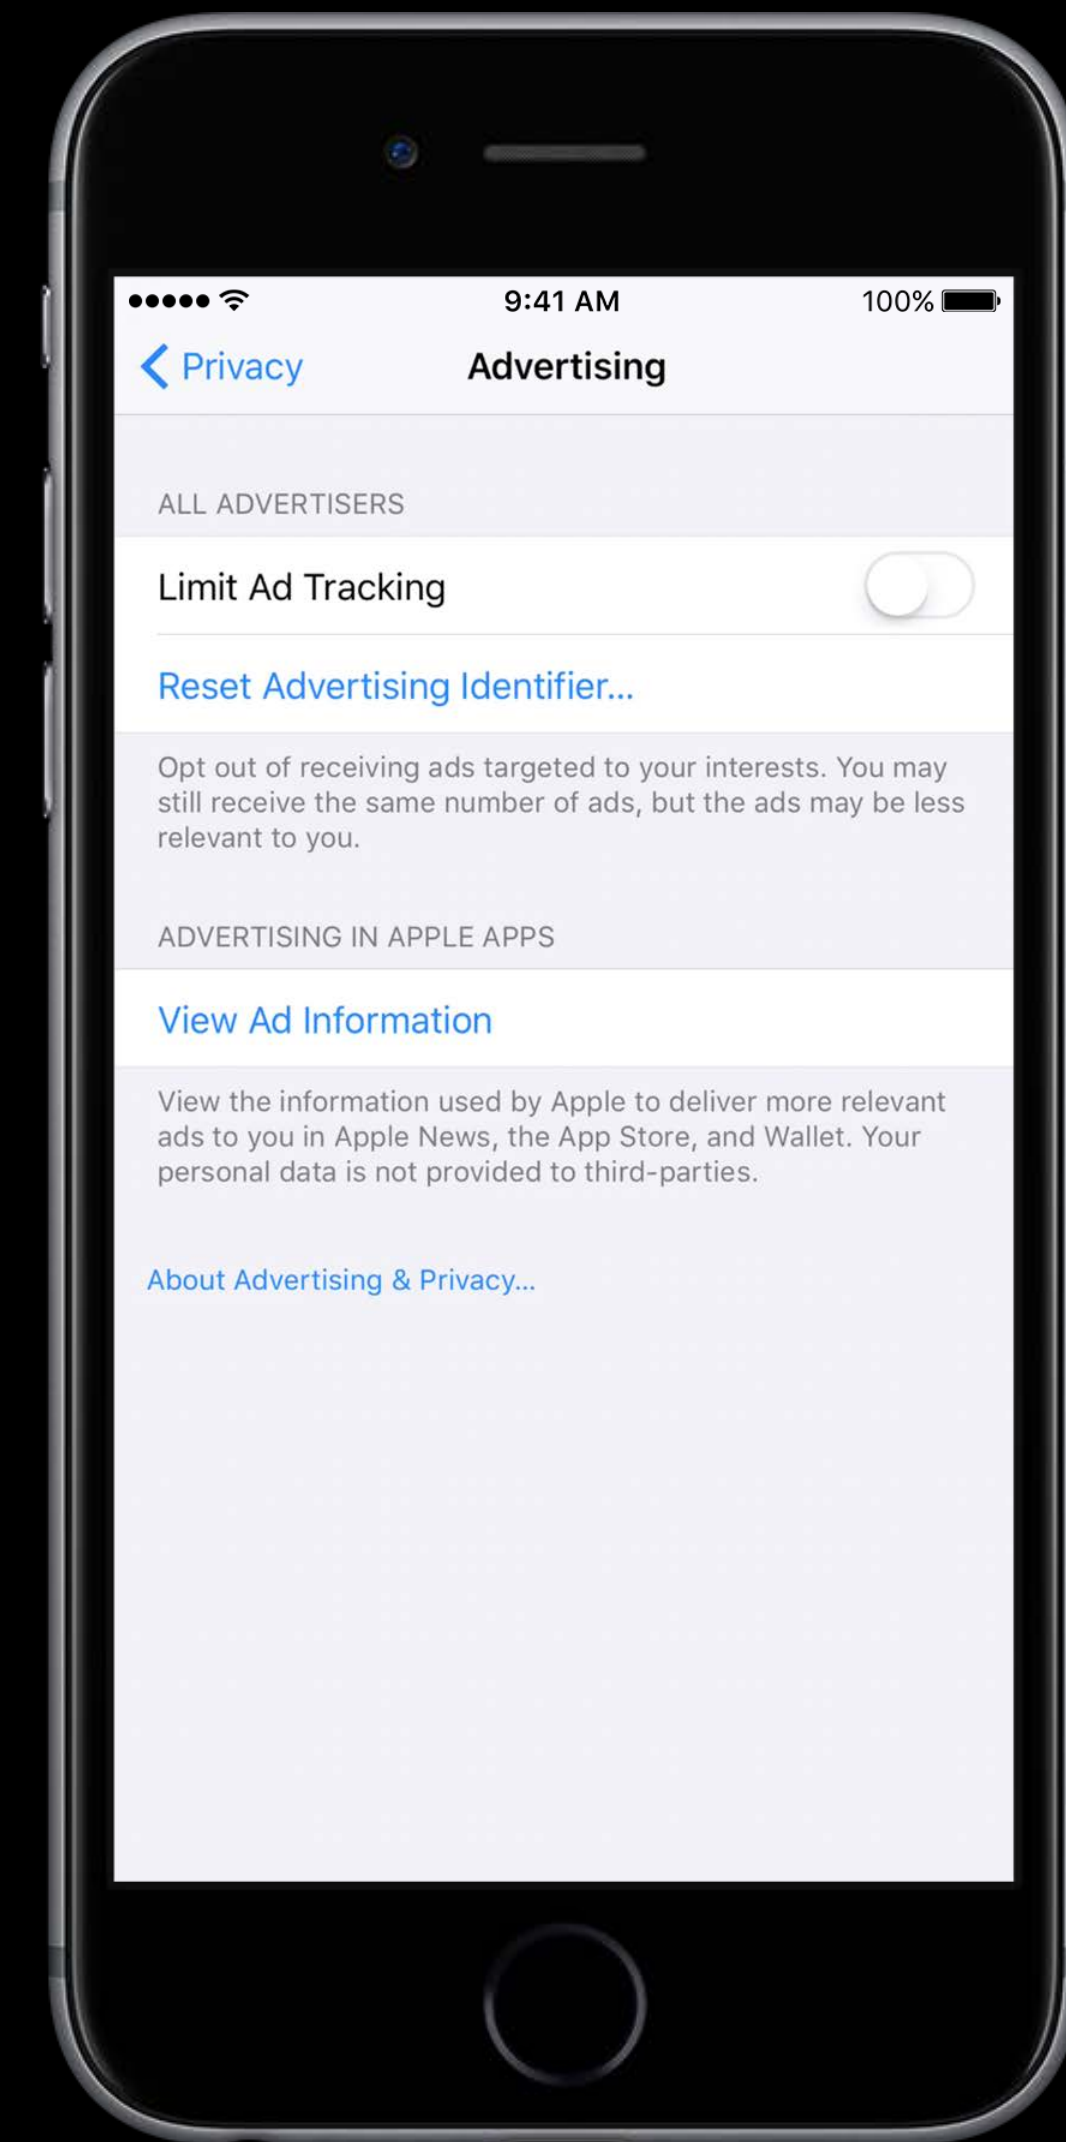 9:41 AM
100%
Privacy
Advertising
ALL ADVERTISERS
Limit Ad Tracking
Reset Advertising Identifier...
Opt out of receiving ads targeted to your interests. You may
still receive the same number of ads, but the ads may be less
relevant to you.
ADVERTISING IN APPLE APPS
View Ad Information
View the information used by Apple to deliver more relevant
ads to you in Apple News, the App Store, and Wallet. Your
personal data is not provided to third-parties.
About Advertising & Privacy...